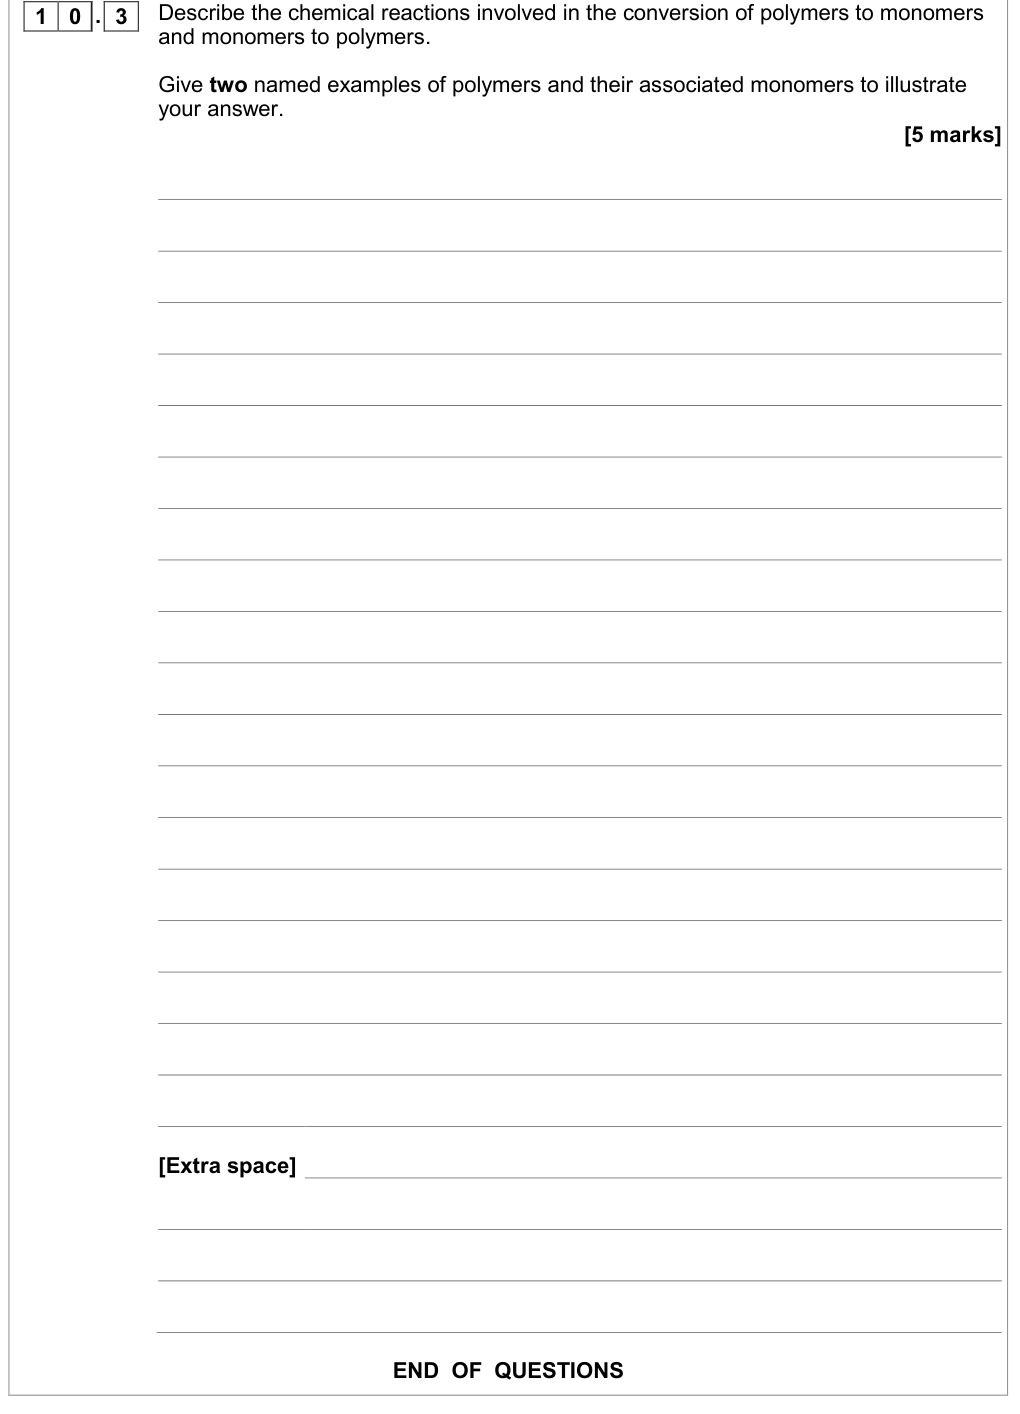 1 0 . 3 Describe the chemical reactions involved in the conversion of polymers to monomers
and monomers to polymers.
Give two named examples of polymers and their associated monomers to illustrate
your answer.
[5 marks]
[Extra space]
END OF QUESTIONS